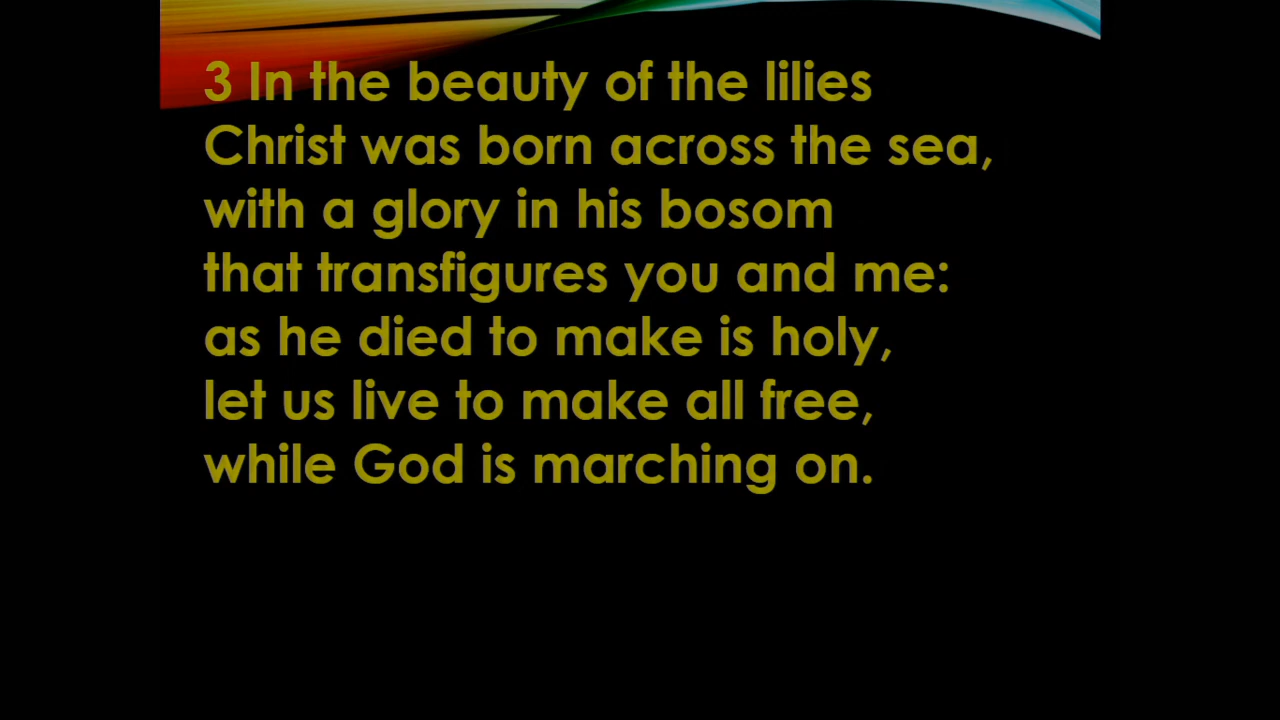 3 In the beauty of the lilies
Christ was born across the sea,
with a glory in his bosom
that transfigures you and me:
as he died to make is holy,
let us live to make all free,
while God is marching on.